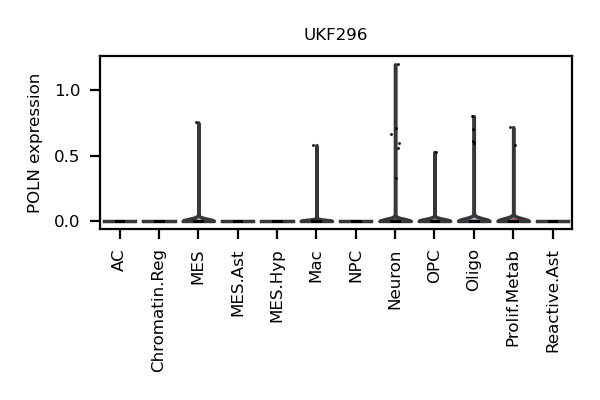 UKF296
POLN expression
1.0
0.5
0.0
AC
Chromatin.Reg
MES
MES.Ast
MES.Hyp
Mac
NPC
Neuron
OPC
Oligo
Prolif.Metab
Reactive.Ast